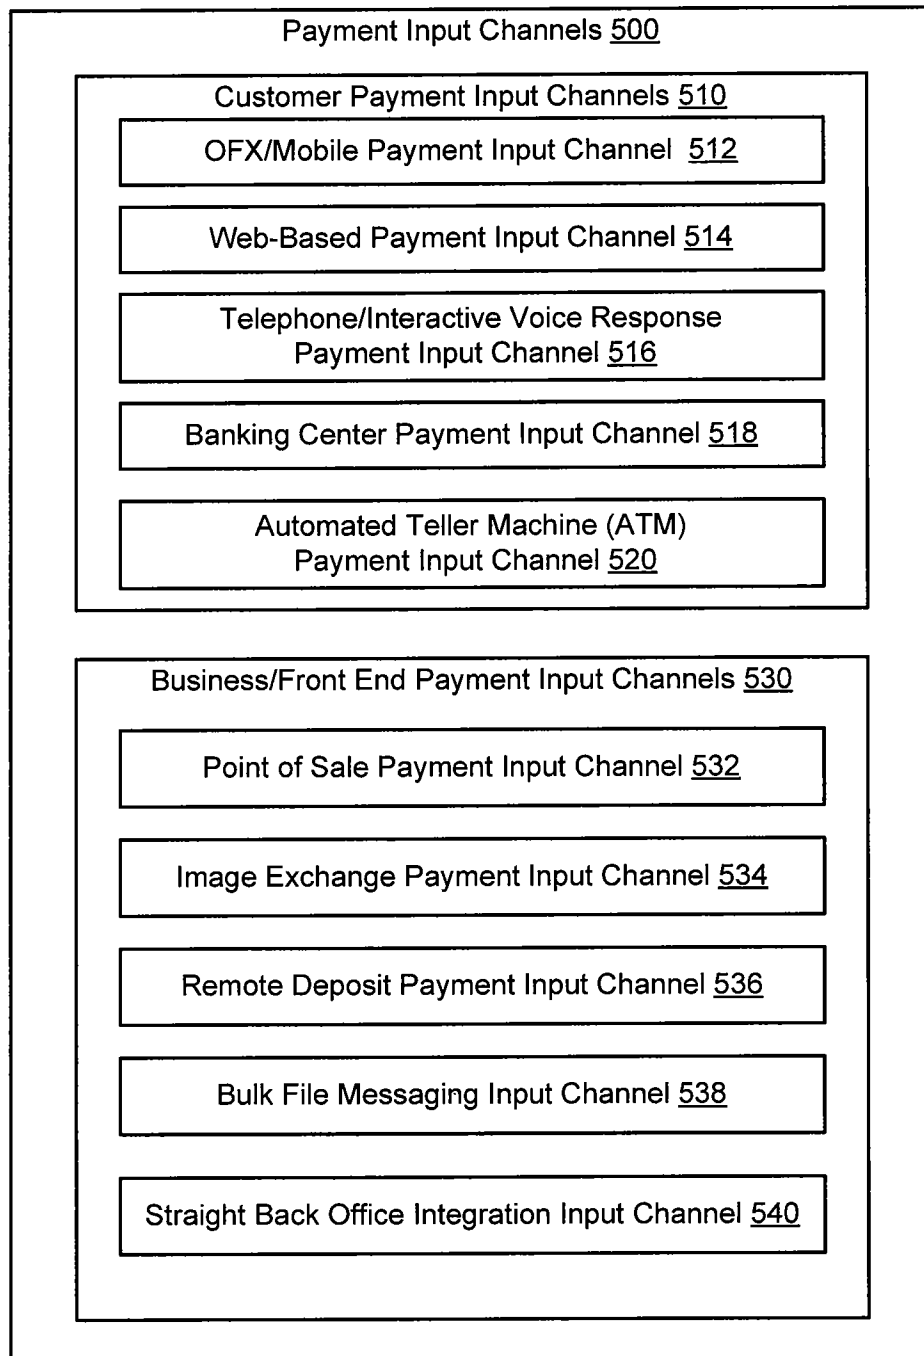 Payment Input Channels 500
Customer Payment Input Channels 510
OFX/Mobile Payment Input Channel 512
Web-Based Payment Input Channel 514
Telephone/Interactive Voice Response
Payment Input Channel 516
Banking Center Payment Input Channel 518
Automated Teller Machine (ATM)
Payment Input Channel 520
Business/Front End Payment Input Channels 530
Point of Sale Payment Input Channel 532
Image Exchange Payment Input Channel 534
Remote Deposit Payment Input Channel 536
Bulk File Messaging Input Channel 538
Straight Back Office Integration Input Channel 540